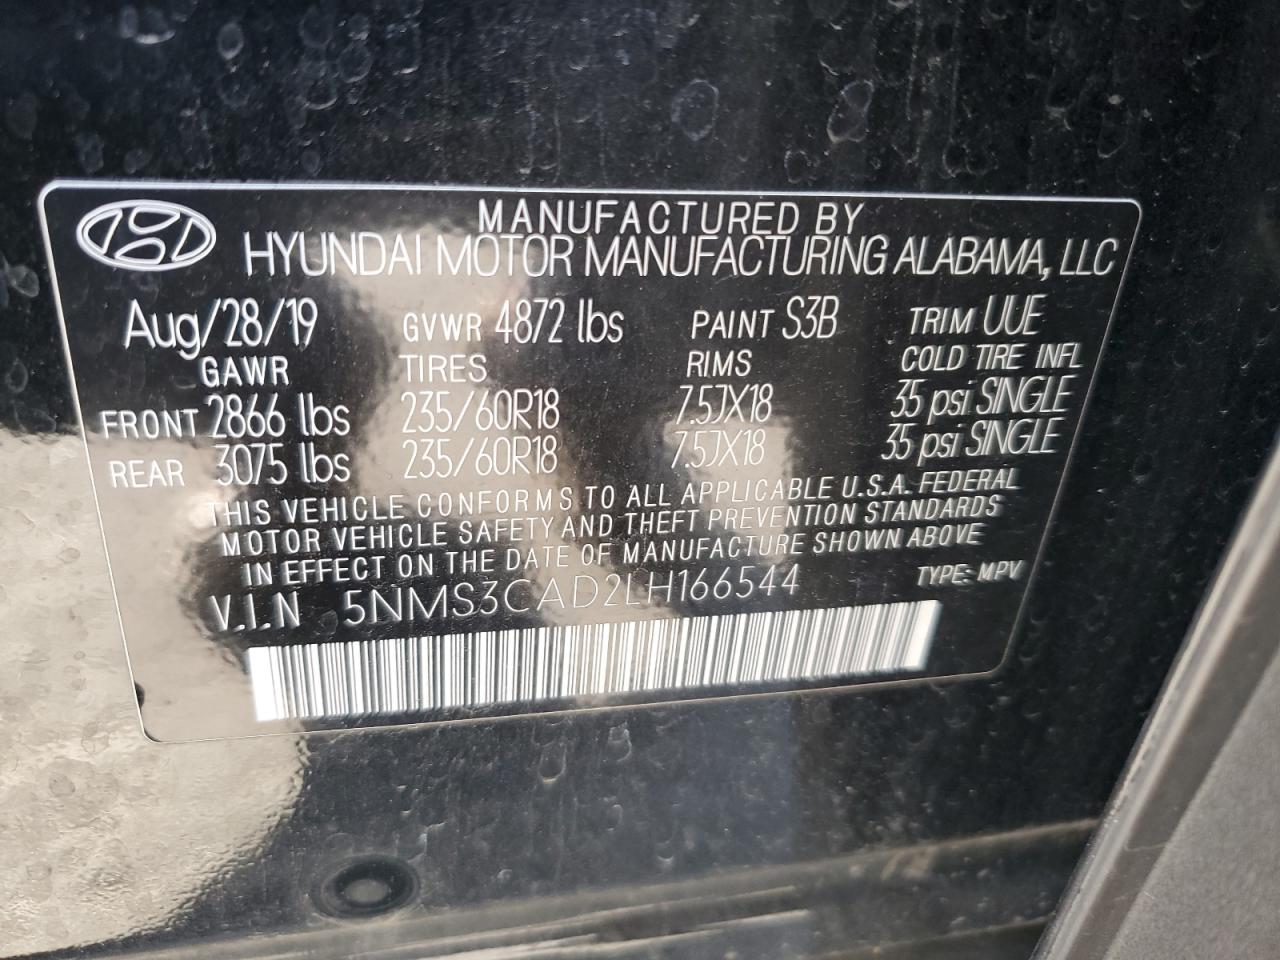 MANUFACTURED BY
HYUNDAI MOTOR MANUFACTURING ALABAMA, LLC
Aug/28/19 GVWR 4872 lbs PAINT S3B TRIM UUE
GAWR TIRES RIMS COLD TIRE INFL
FRONT 2866 lbs 235/60R18 7.5JX18 35 psi SINGLE
REAR 3075 lbs 235/60R18 7.5JX18 35 psi SINGLE
THIS VEHICLE CONFORMS TO ALL APPLICABLE U.S.A. FEDERAL
MOTOR VEHICLE SAFETY AND THEFT PREVENTION STANDARDS
IN EFFECT ON THE DATE OF MANUFACTURE SHOWN ABOVE
V.I.N 5NMS3CAD2LH166544 TYPE: MPV